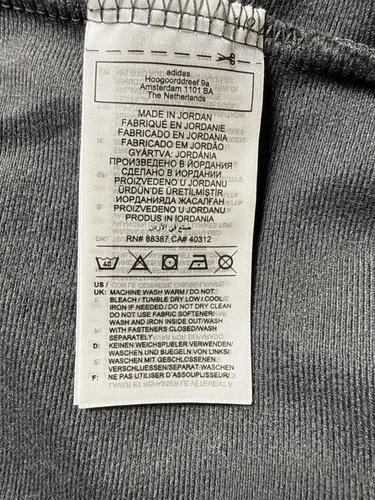 adidas
Hoogoorddreef 9a
Amsterdam 1101 BA
The Netherlands
MADE IN JORDAN
FABRIQUÉ EN JORDANIE
FABRICADO EN JORDANIA
FABRICADO EM JORDÃO
GYÁRTVA: JORDÁNIA
ПРОИЗВЕДЕНО В ЙОРДАНИЯ
СДЕЛАНО В ИОРДАНИИ
PROIZVEDENO U JORDANU
ÜRDÜN'DE ÜRETİLMİŞTİR
ИОРДАНИЯДА ЖАСАЛҒАН
PROIZVEDENO U JORDANU
PRODUS IN IORDANIA
صنع في الأردن
RN# 88387 CA# 40312
40
US /
UK: MACHINE WASH WARM / DO NOT
BLEACH / TUMBLE DRY LOW / COOL
IRON IF NEEDED / DO NOT DRY CLEAN
DO NOT USE FABRIC SOFTENER/
WASH AND IRON INSIDE OUT/WASH
WITH FASTENERS CLOSED/WASH
SEPARATELY
D: KEINEN WEICHSPUELER VERWENDEN/
WASCHEN UND BUEGELN VON LINKS/
WASCHEN MIT GESCHLOSSENEN
VERSCHLUESSEN/SEPARAT WASCHEN
F: NE PAS UTILISER D'ASSOUPLISSEUR/